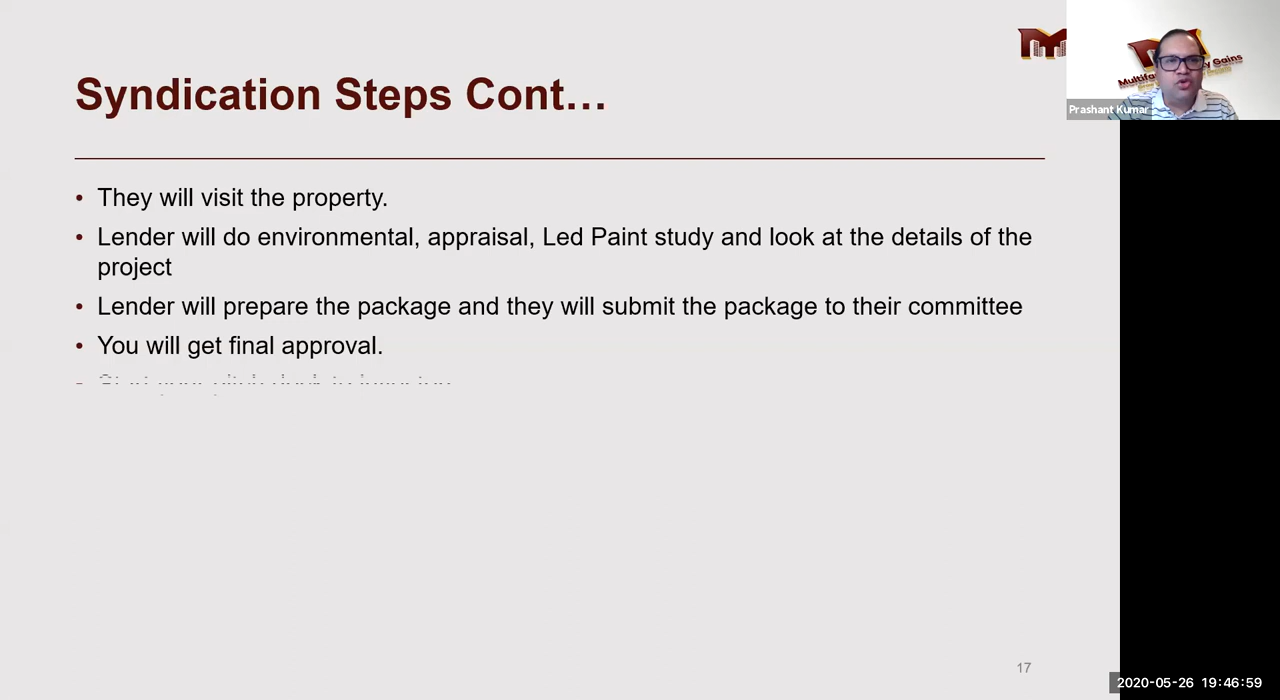 Syndication Steps Cont…
• They will visit the property.
• Lender will do environmental, appraisal, Led Paint study and look at the details of the
project
• Lender will prepare the package and they will submit the package to their committee
• You will get final approval.
17
Gains
Prashant Kumar
2020-05-26 19:46:59